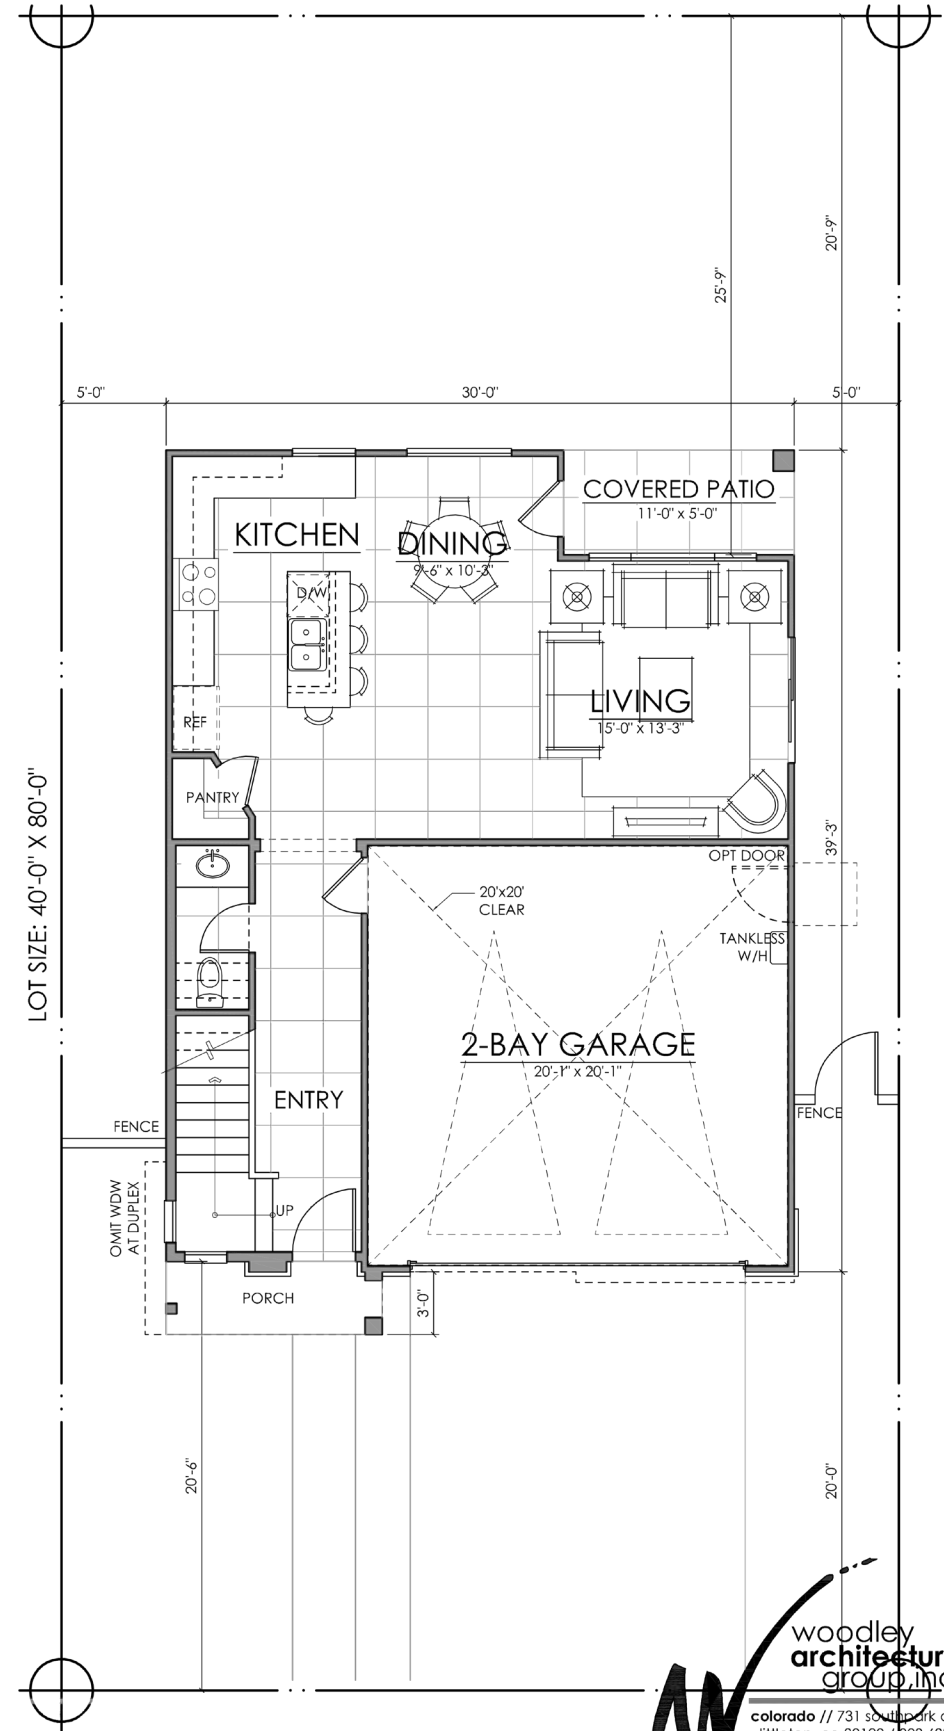 20'-9"
25'-9"
5'-0"
30'-0"
5'-0"
COVERED PATIO
11'-0" x 5'-0"
KITCHEN
DINING
9'-6" x 10'-3"
D/W
LIVING
15'-0" x 13'-3"
REF
PANTRY
LOT SIZE: 40'-0" X 80'-0"
39'-3"
OPT DOOR
20'x20'
CLEAR
TANKLESS
W/H
2-BAY GARAGE
20'-1" x 20'-1"
ENTRY
FENCE
FENCE
OMIT WDW
AT DUPLEX
UP
PORCH
3'-0"
20'-6"
20'-0"
woodley
architectur
group,inc
colorado // 731 southpark